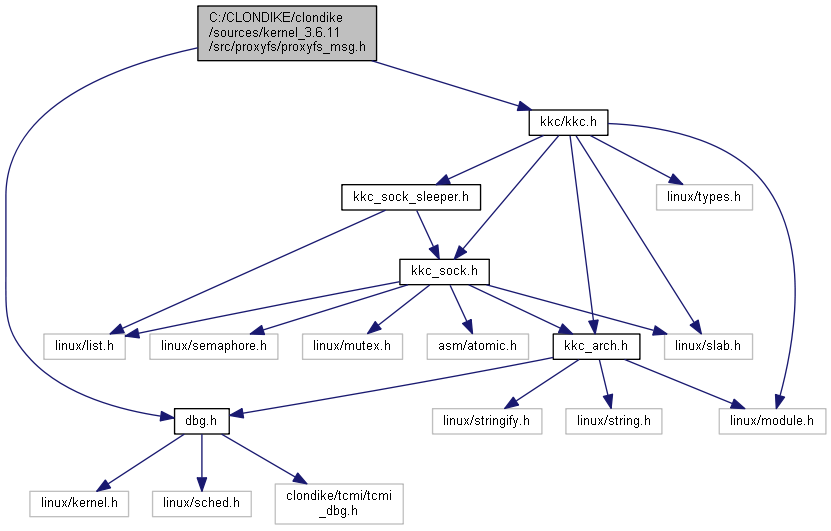 C:/CLONDIKE/clondike
/sources/kernel_3.6.11
/src/proxyfs/proxyfs_msg.h
kkc/kkc.h
kkc_sock_sleeper.h
linux/types.h
kkc_sock.h
linux/list.h
linux/semaphore.h
linux/mutex.h
asm/atomic.h
kkc_arch.h
linux/slab.h
dbg.h
linux/stringify.h
linux/string.h
linux/module.h
linux/kernel.h
linux/sched.h
clondike/tcmi/tcmi
_dbg.h